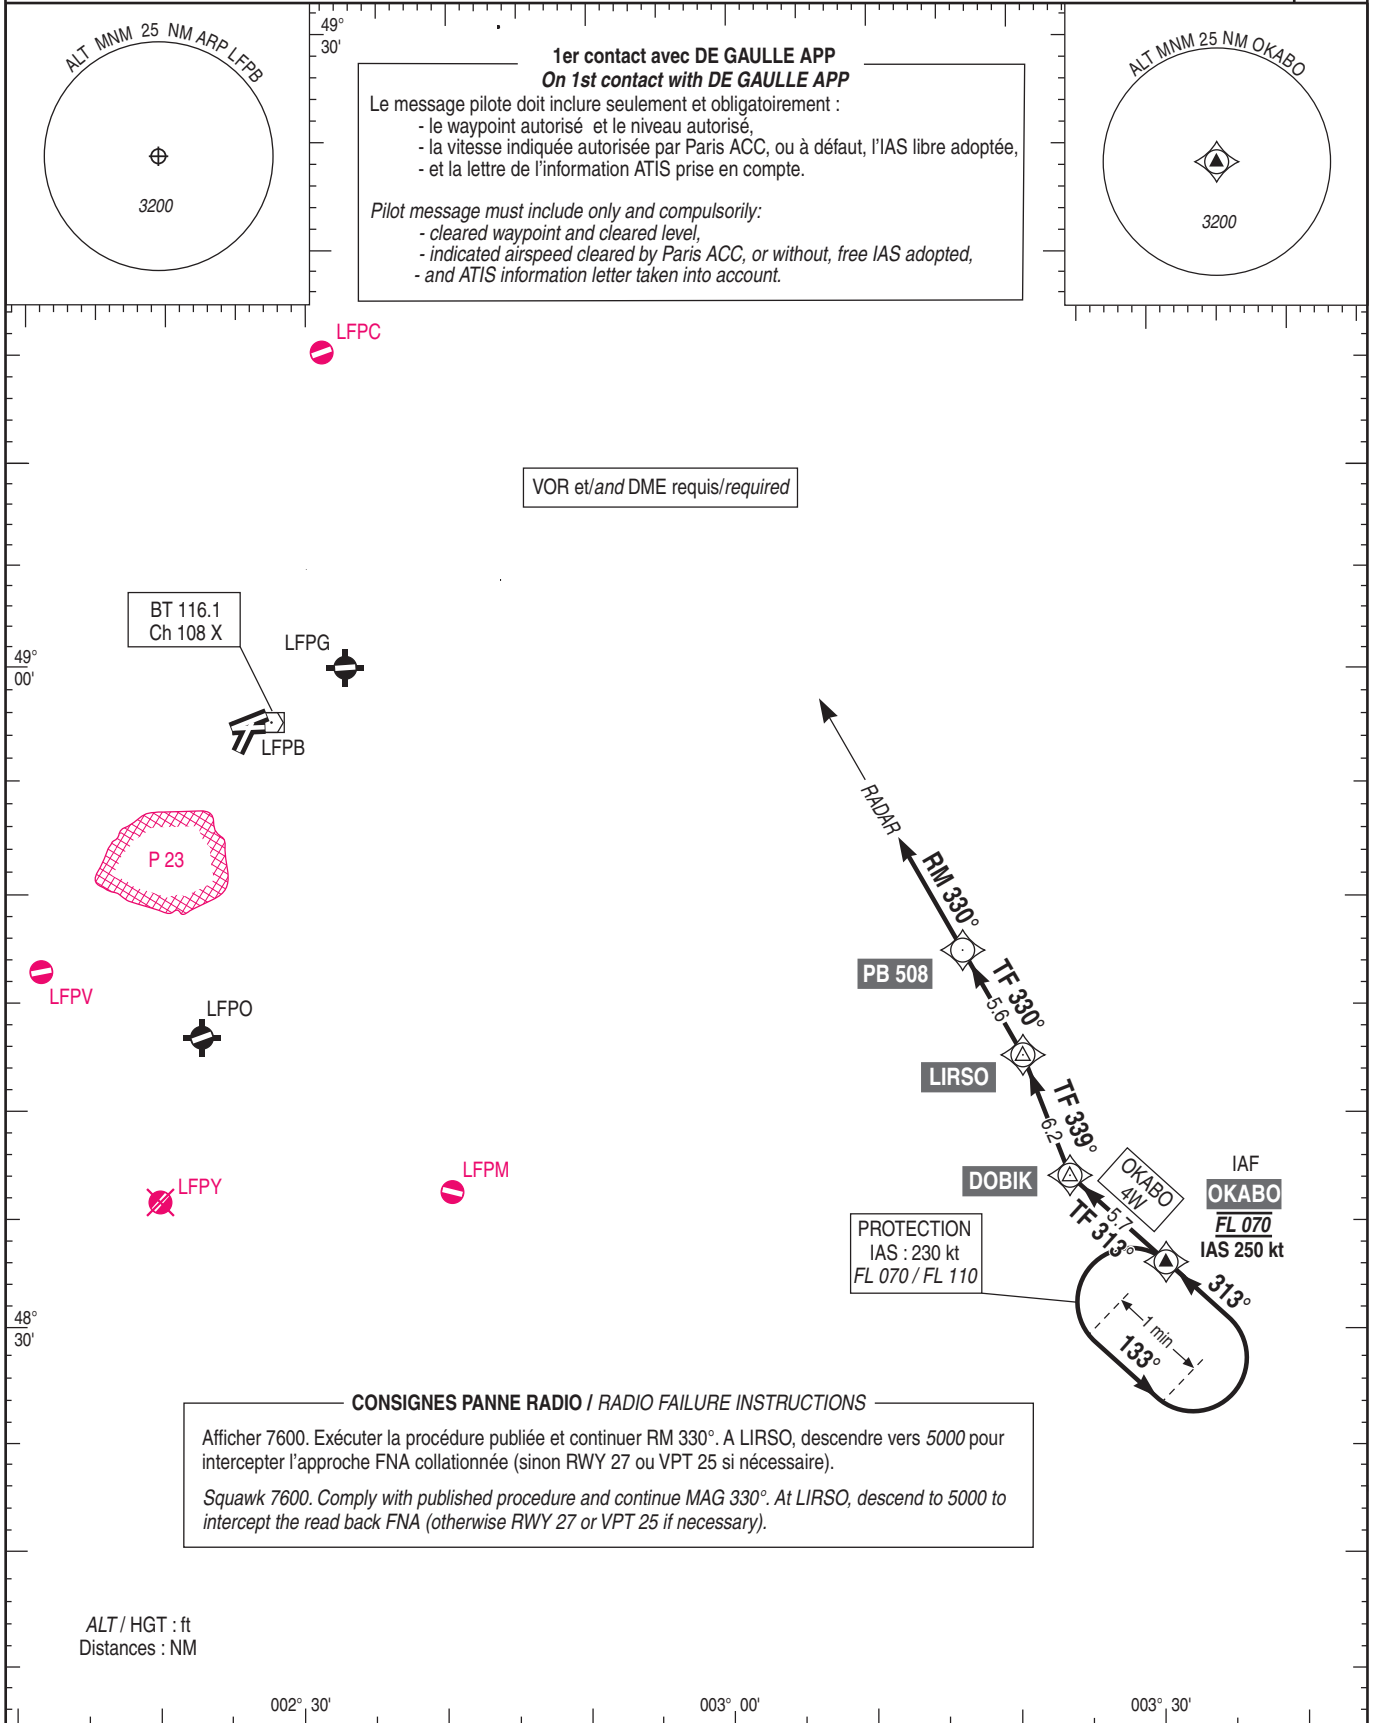 ALT MNM 25 NM ARP LFPB
3200
49°
30'
1er contact avec DE GAULLE APP
On 1st contact with DE GAULLE APP
Le message pilote doit inclure seulement et obligatoirement :
- le waypoint autorisé et le niveau autorisé,
- la vitesse indiquée autorisée par Paris ACC, ou à défaut, l'IAS libre adoptée,
- et la lettre de l'information ATIS prise en compte.
Pilot message must include only and compulsorily:
- cleared waypoint and cleared level,
- indicated airspeed cleared by Paris ACC, or without, free IAS adopted,
- and ATIS information letter taken into account.
ALT MNM 25 NM OKABO
3200
LFPC
VOR et/and DME requis/required
BT 116.1
Ch 108 X
LFPG
49°
00'
LFPB
RADAR
P 23
RM 330°
PB 508
TF 330°
5.6
LFPV
LFPO
LIRSO
TF 339°
6.2
LFPM
LFPY
DOBIK
OKABO
4W
IAF
OKABO
FL 070
IAS 250 kt
5.7
TF 313°
PROTECTION
IAS : 230 kt
FL 070 / FL 110
313°
1 min
133°
48°
30'
CONSIGNES PANNE RADIO / RADIO FAILURE INSTRUCTIONS
Afficher 7600. Exécuter la procédure publiée et continuer RM 330°. A LIRSO, descendre vers 5000 pour
intercepter l'approche FNA collationnée (sinon RWY 27 ou VPT 25 si nécessaire).
Squawk 7600. Comply with published procedure and continue MAG 330°. At LIRSO, descend to 5000 to
intercept the read back FNA (otherwise RWY 27 or VPT 25 if necessary).
ALT / HGT : ft
Distances : NM
002° 30'
003° 00'
003° 30'